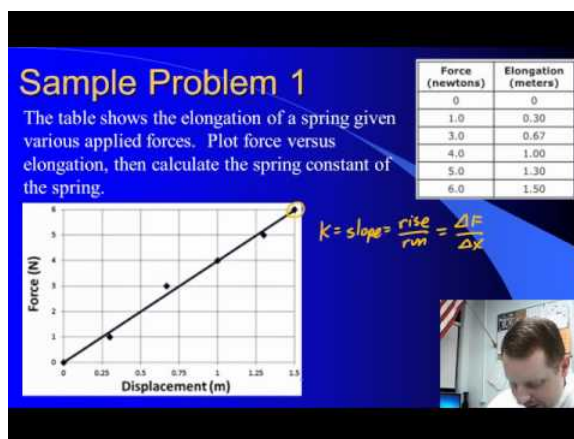 Sample Problem 1
The table shows the elongation of a spring given
various applied forces. Plot force versus
elongation, then calculate the spring constant of
the spring.
Force (newtons) Elongation (meters)
0 0
1.0 0.30
3.0 0.67
4.0 1.00
5.0 1.30
6.0 1.50
K = slope = rise/run = ΔF/ΔX
Force (N)
6
5
4
3
2
1
0
0 0.25 0.5 0.75 1 1.25 1.5
Displacement (m)